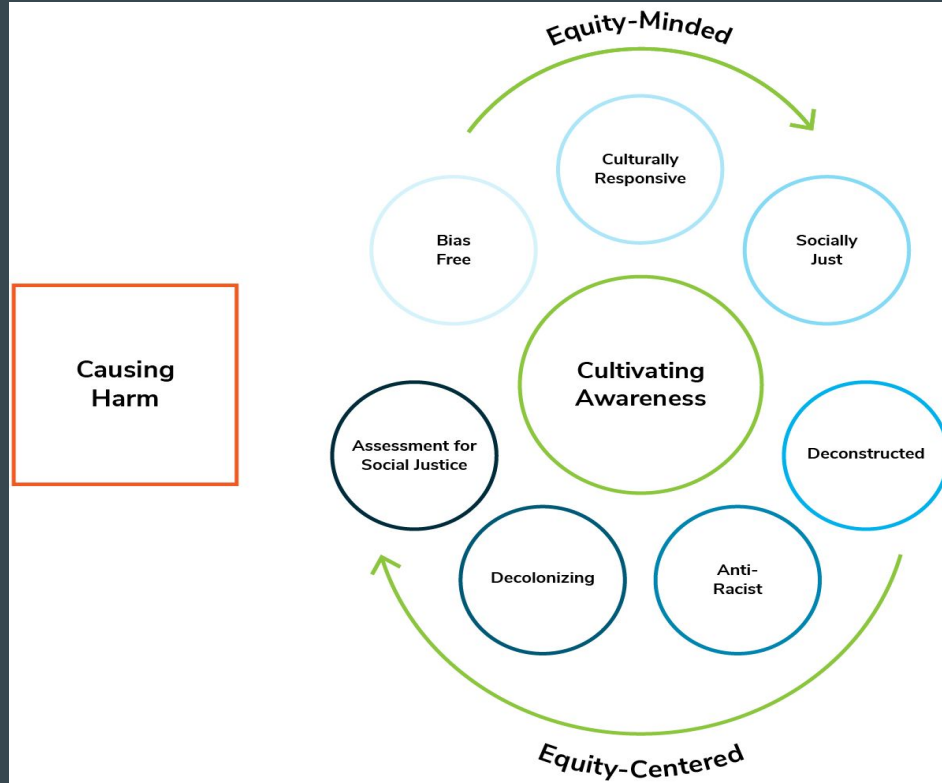 Equity-Minded
Culturally
Responsive
Bias
Free
Socially
Just
Causing
Harm
Cultivating
Awareness
Assessment for
Social Justice
Deconstructed
Decolonizing
Anti-
Racist
Equity-Centered